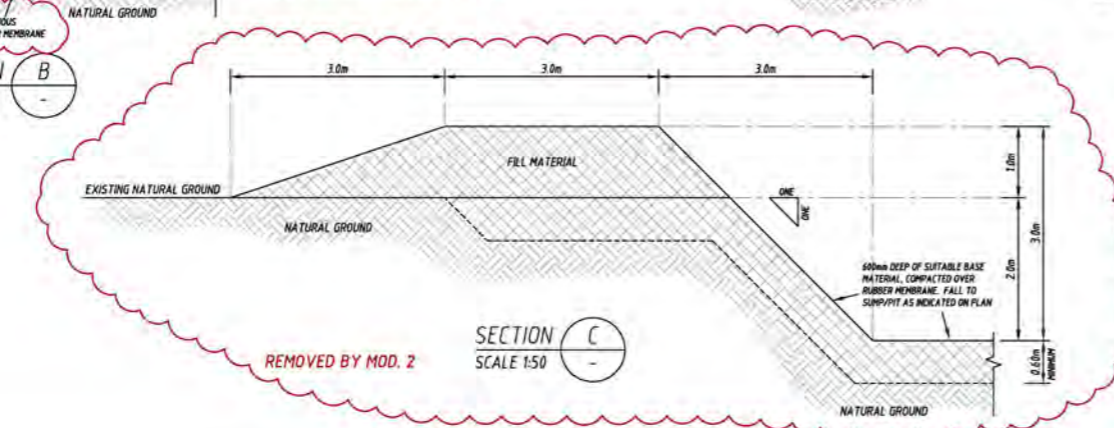 NATURAL GROUND
MEMBRANE
B
-
3.0m
3.0m
3.0m
FILL MATERIAL
EXISTING NATURAL GROUND
NATURAL GROUND
ONE
ONE
1.0m
3.0m
2.0m
600mm DEEP OF SUITABLE BASE
MATERIAL, COMPACTED OVER
RUBBER MEMBRANE. FALL TO
SUMP/PIT AS INDICATED ON PLAN
SECTION C
SCALE 1:50 -
REMOVED BY MOD. 2
0.60m
MINIMUM
NATURAL GROUND